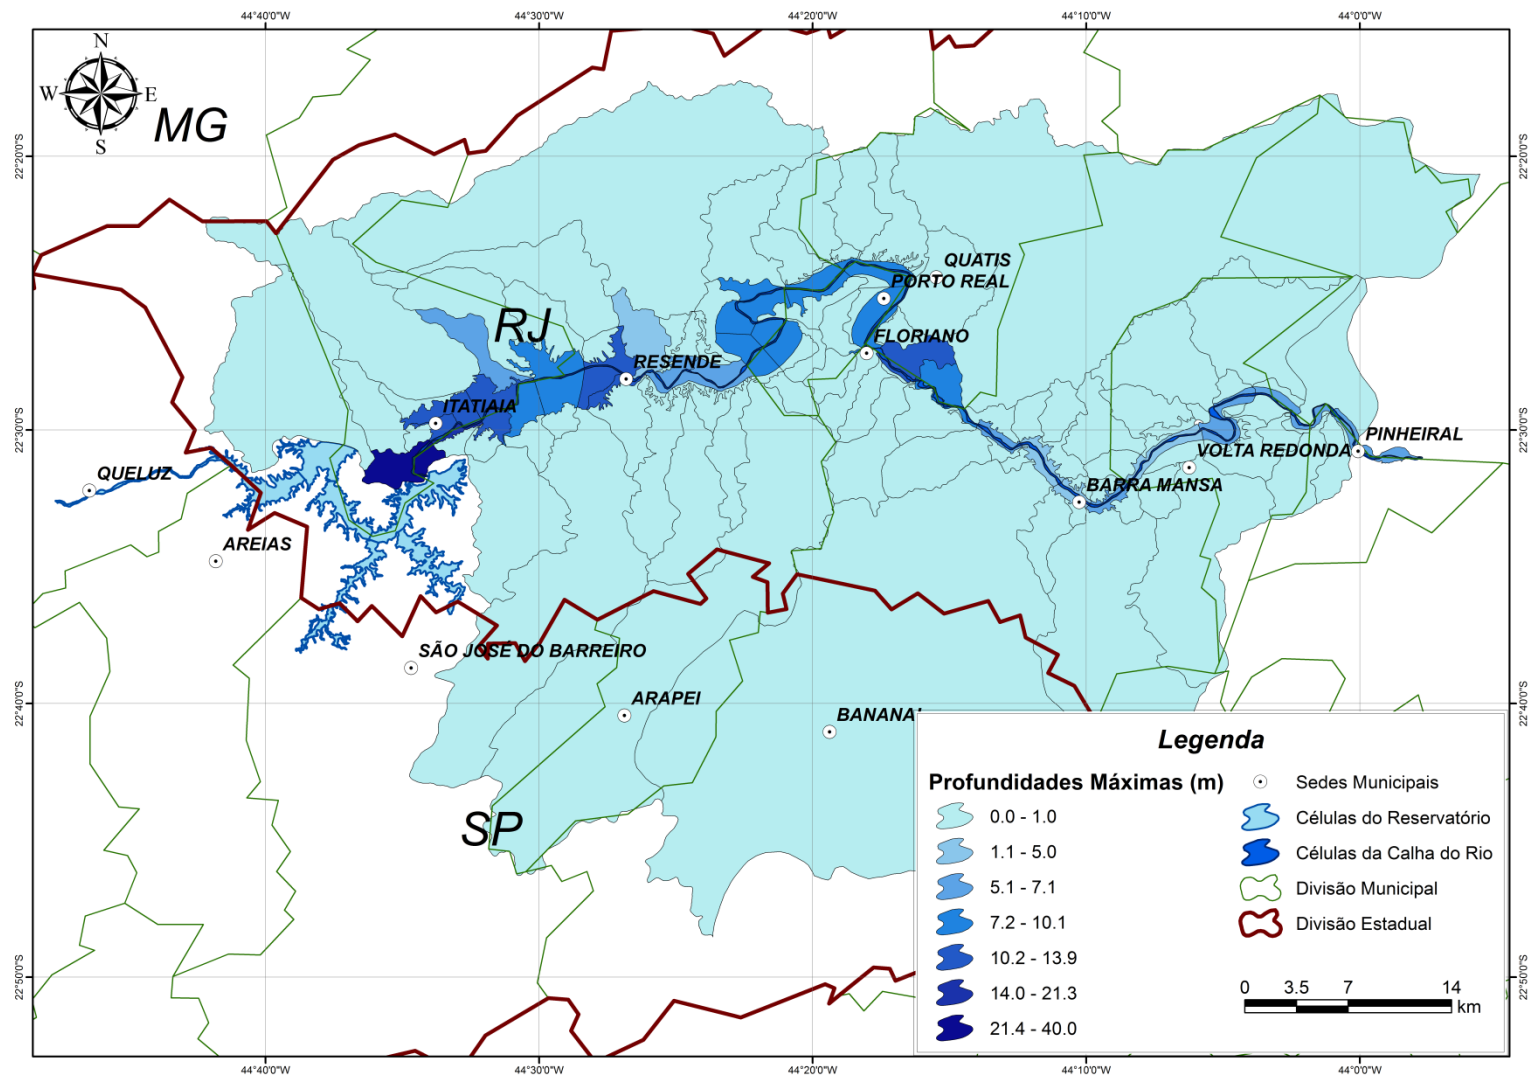 44°40'0"W 44°30'0"W 44°20'0"W 44°10'0"W 44°0'0"W
N
W E
S
MG
22°20'0"S 22°20'0"S
QUATIS
PORTO REAL
RJ
FLORIANO
RESENDE
ITATIAIA
22°30'0"S 22°30'0"S
PINHEIRAL
VOLTA REDONDA
QUELUZ
BARRA MANSA
AREIAS
SÃO JOSÉ DO BARREIRO
ARAPEI
22°40'0"S 22°40'0"S
BANANAL
SP
Legenda
Profundidades Máximas (m)
0.0 - 1.0
1.1 - 5.0
5.1 - 7.1
7.2 - 10.1
10.2 - 13.9
14.0 - 21.3
21.4 - 40.0
Sedes Municipais
Células do Reservatório
Células da Calha do Rio
Divisão Municipal
Divisão Estadual
0 3.5 7 14
km
22°50'0"S 22°50'0"S
44°40'0"W 44°30'0"W 44°20'0"W 44°10'0"W 44°0'0"W